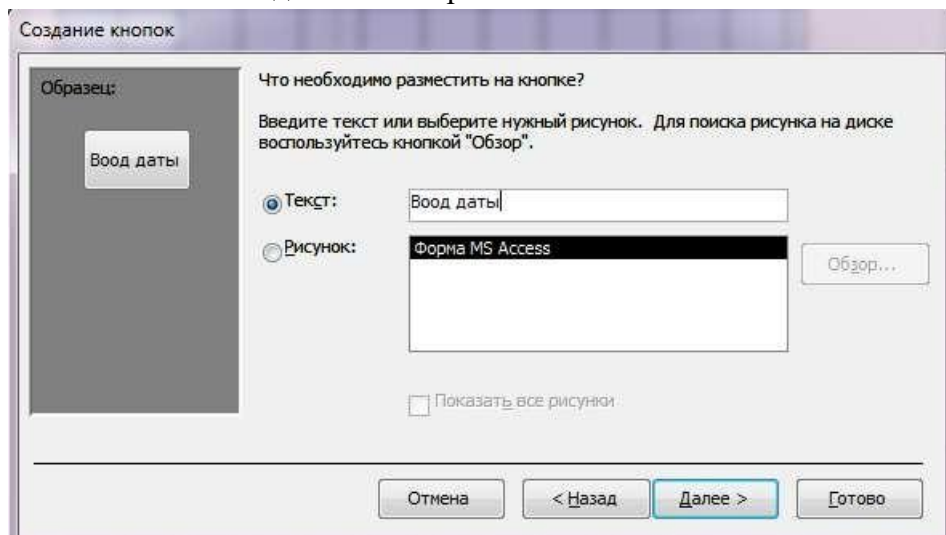 Создание кнопок
Образец:
Воод даты
Что необходимо разместить на кнопке?
Введите текст или выберите нужный рисунок. Для поиска рисунка на диске
воспользуйтесь кнопкой "Обзор".
Текст:
Воод даты
Рисунок:
Форма MS Access
Обзор...
Показать все рисунки
Отмена
< Назад
Далее >
Готово